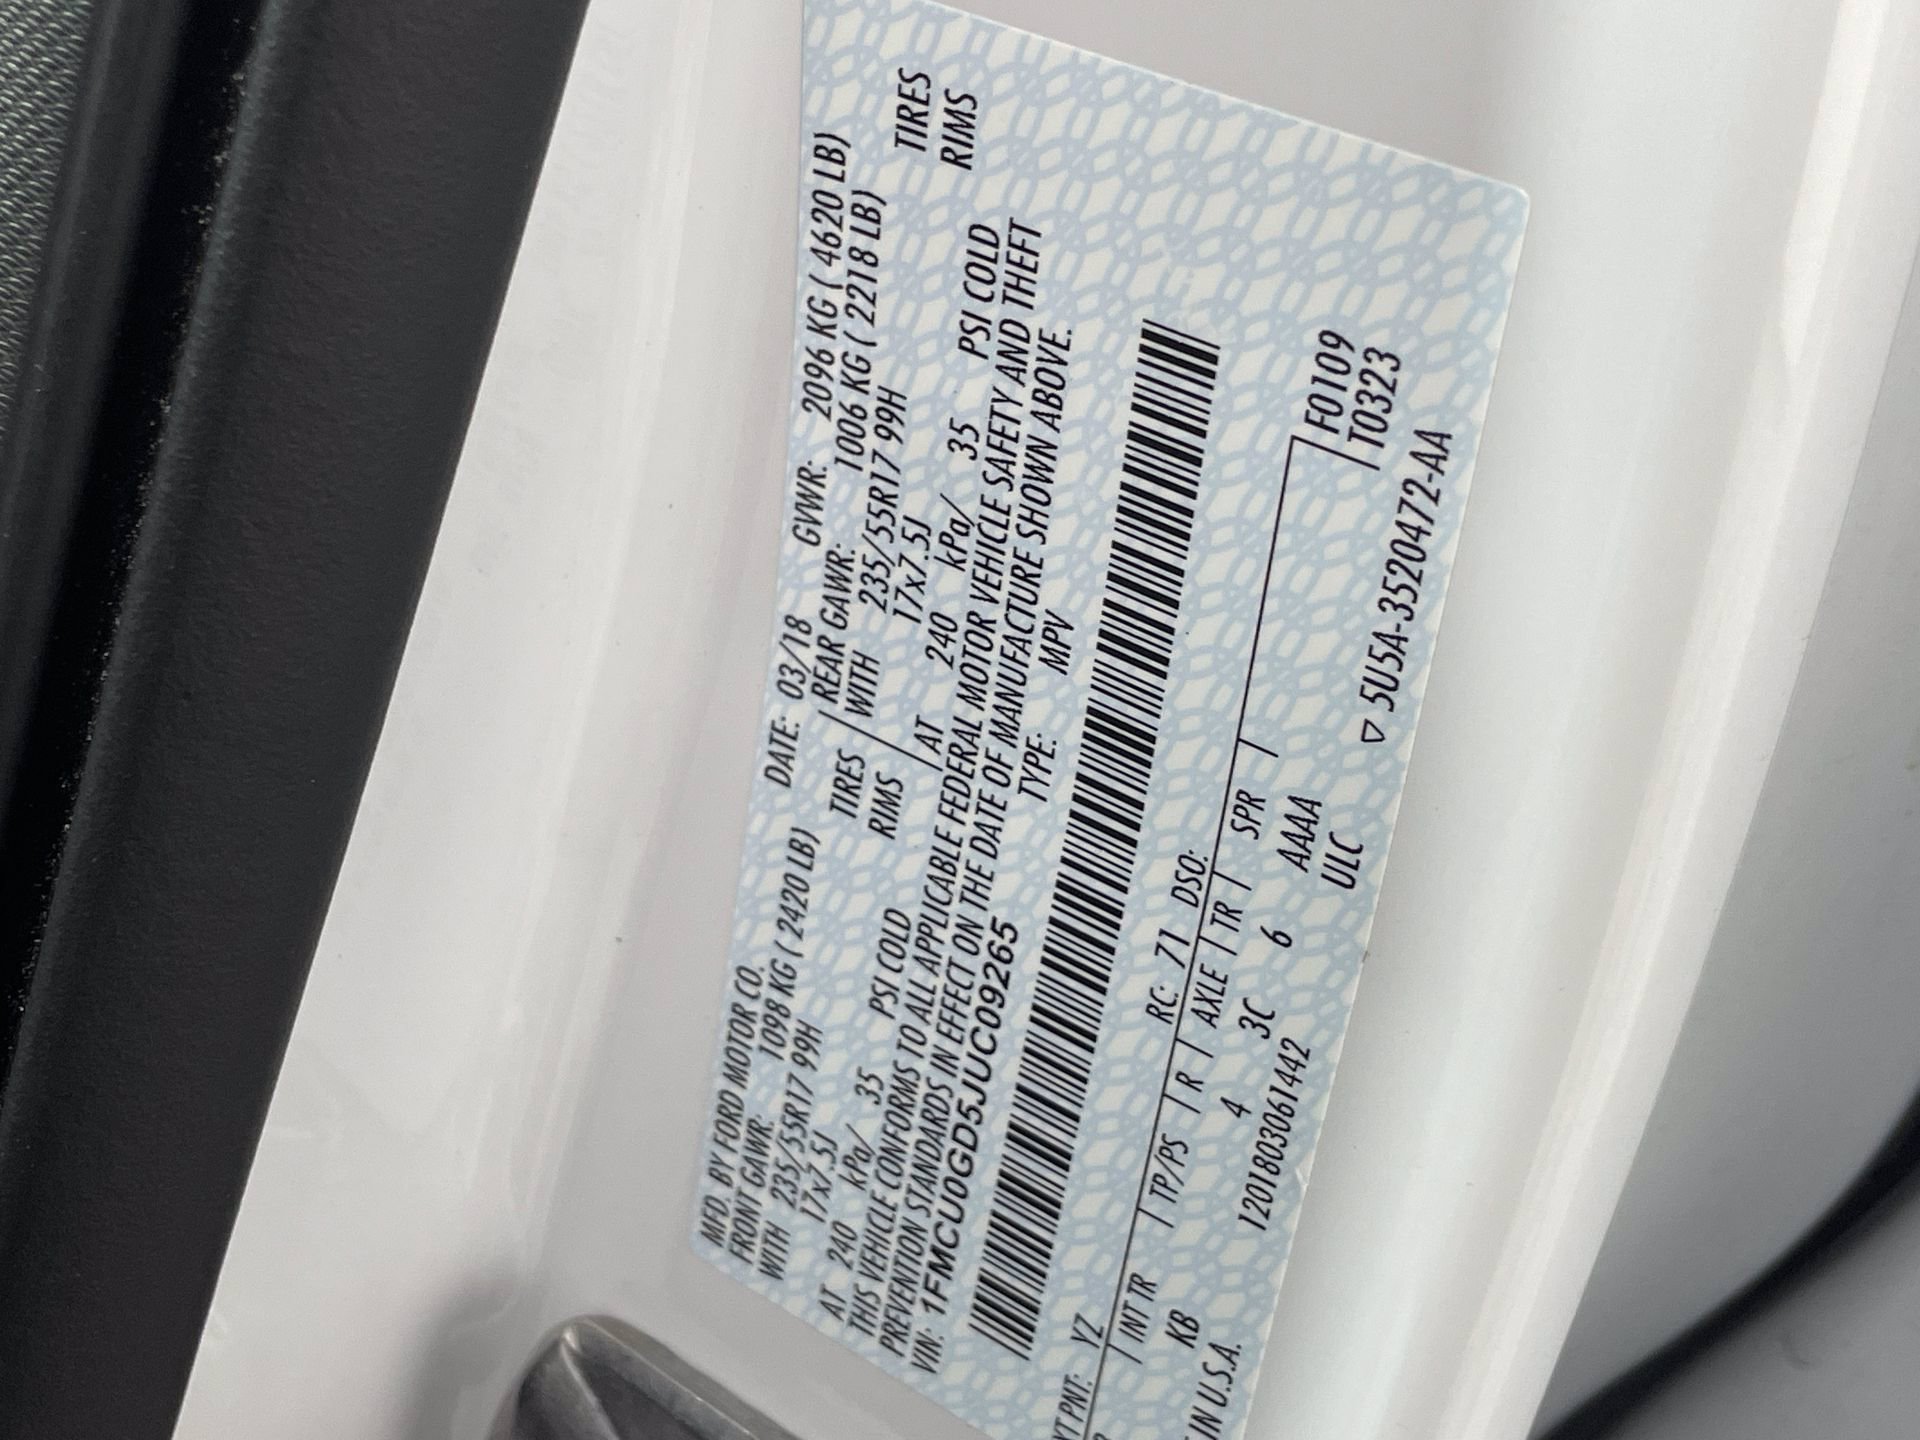 MFD. BY FORD MOTOR CO. DATE: 03/18 GVWR: 2096 KG ( 4620 LB)
FRONT GAWR: 1098 KG ( 2420 LB) REAR GAWR: 1006 KG ( 2218 LB)
WITH 235/55R17 99H TIRES WITH 235/55R17 99H TIRES
17x7.5J RIMS 17x7.5J RIMS
AT 240 kPa/ 35 PSI COLD AT 240 kPa/ 35 PSI COLD
THIS VEHICLE CONFORMS TO ALL APPLICABLE FEDERAL MOTOR VEHICLE SAFETY AND THEFT
PREVENTION STANDARDS IN EFFECT ON THE DATE OF MANUFACTURE SHOWN ABOVE.
VIN: 1FMCU0GD5JUC09265 TYPE: MPV
PNT: YZ RC: 71 DSO:
INT TR TP/PS R AXLE TR SPR F0109
KB 4 3C 6 AAAA T0323
IN U.S.A. 1201803061442 ULC
▽ 5U5A-3520472-AA